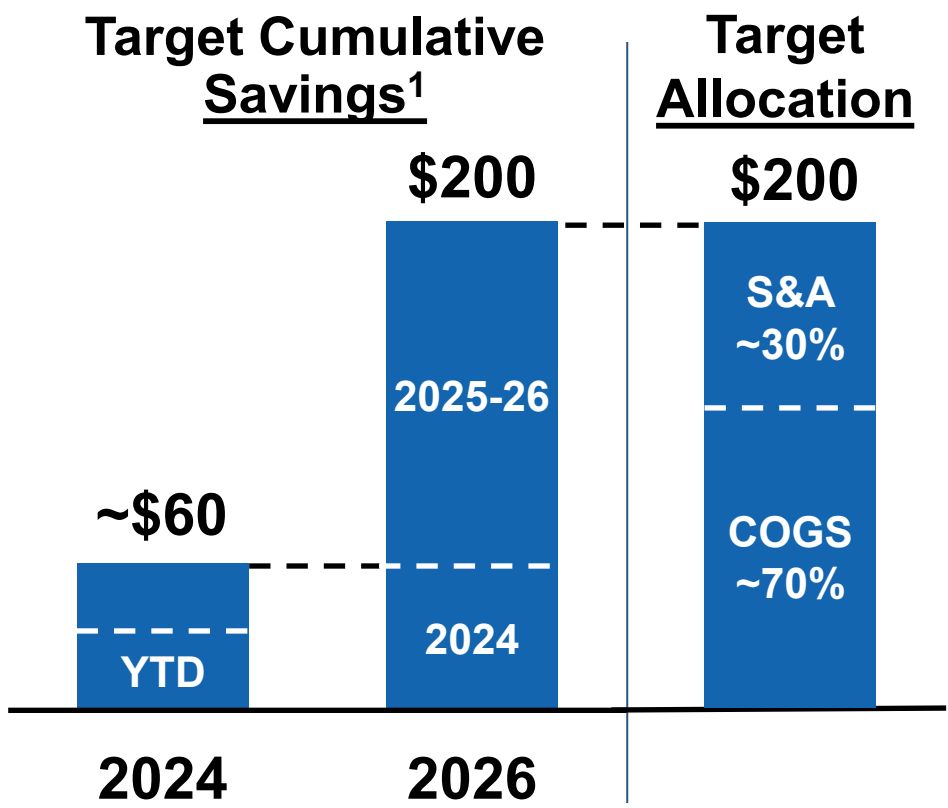 Target Cumulative
Savings¹
Target
Allocation
~$60
$200
$200
YTD
2025-26
2024
S&A
~30%
COGS
~70%
2024
2026